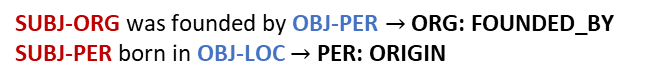 SUBJ-ORG was founded by OBJ-PER → ORG: FOUNDED_BY
SUBJ-PER born in OBJ-LOC → PER: ORIGIN